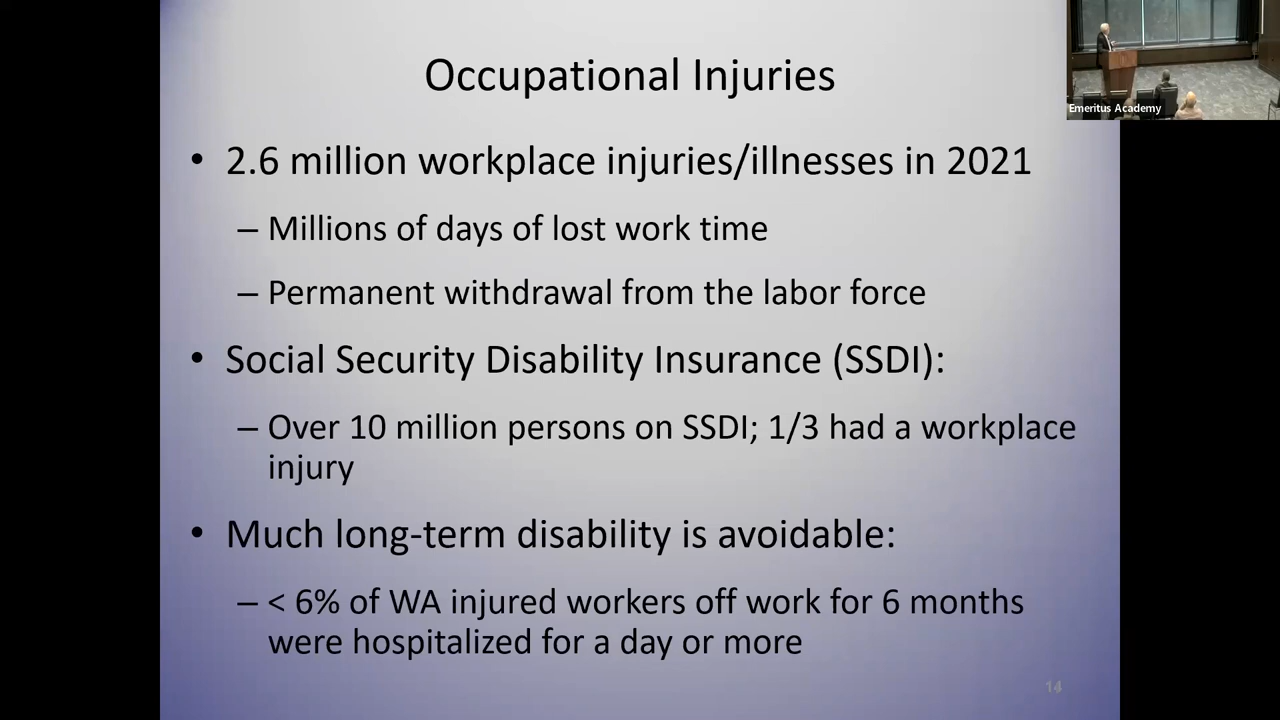 Occupational Injuries
Emeritus Academy
• 2.6 million workplace injuries/illnesses in 2021
– Millions of days of lost work time
– Permanent withdrawal from the labor force
• Social Security Disability Insurance (SSDI):
– Over 10 million persons on SSDI; 1/3 had a workplace
injury
• Much long-term disability is avoidable:
– < 6% of WA injured workers off work for 6 months
were hospitalized for a day or more
14